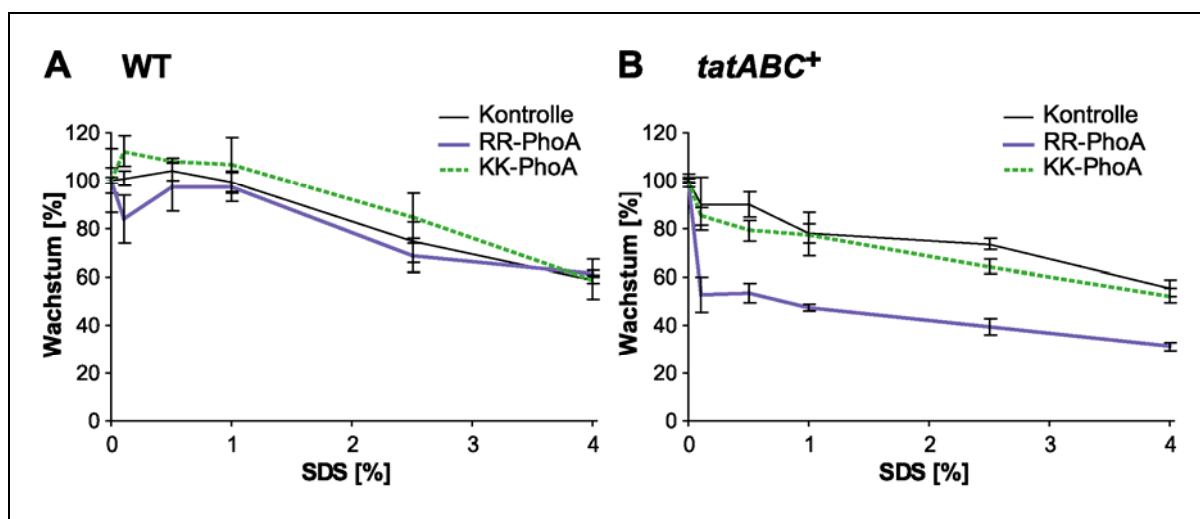 A WT
Kontrolle
RR-PhoA
KK-PhoA
120
100
80
60
40
20
0
Wachstum [%]
0 1 2 3 4
SDS [%]
B tatABC+
Kontrolle
RR-PhoA
KK-PhoA
120
100
80
60
40
20
0
Wachstum [%]
0 1 2 3 4
SDS [%]